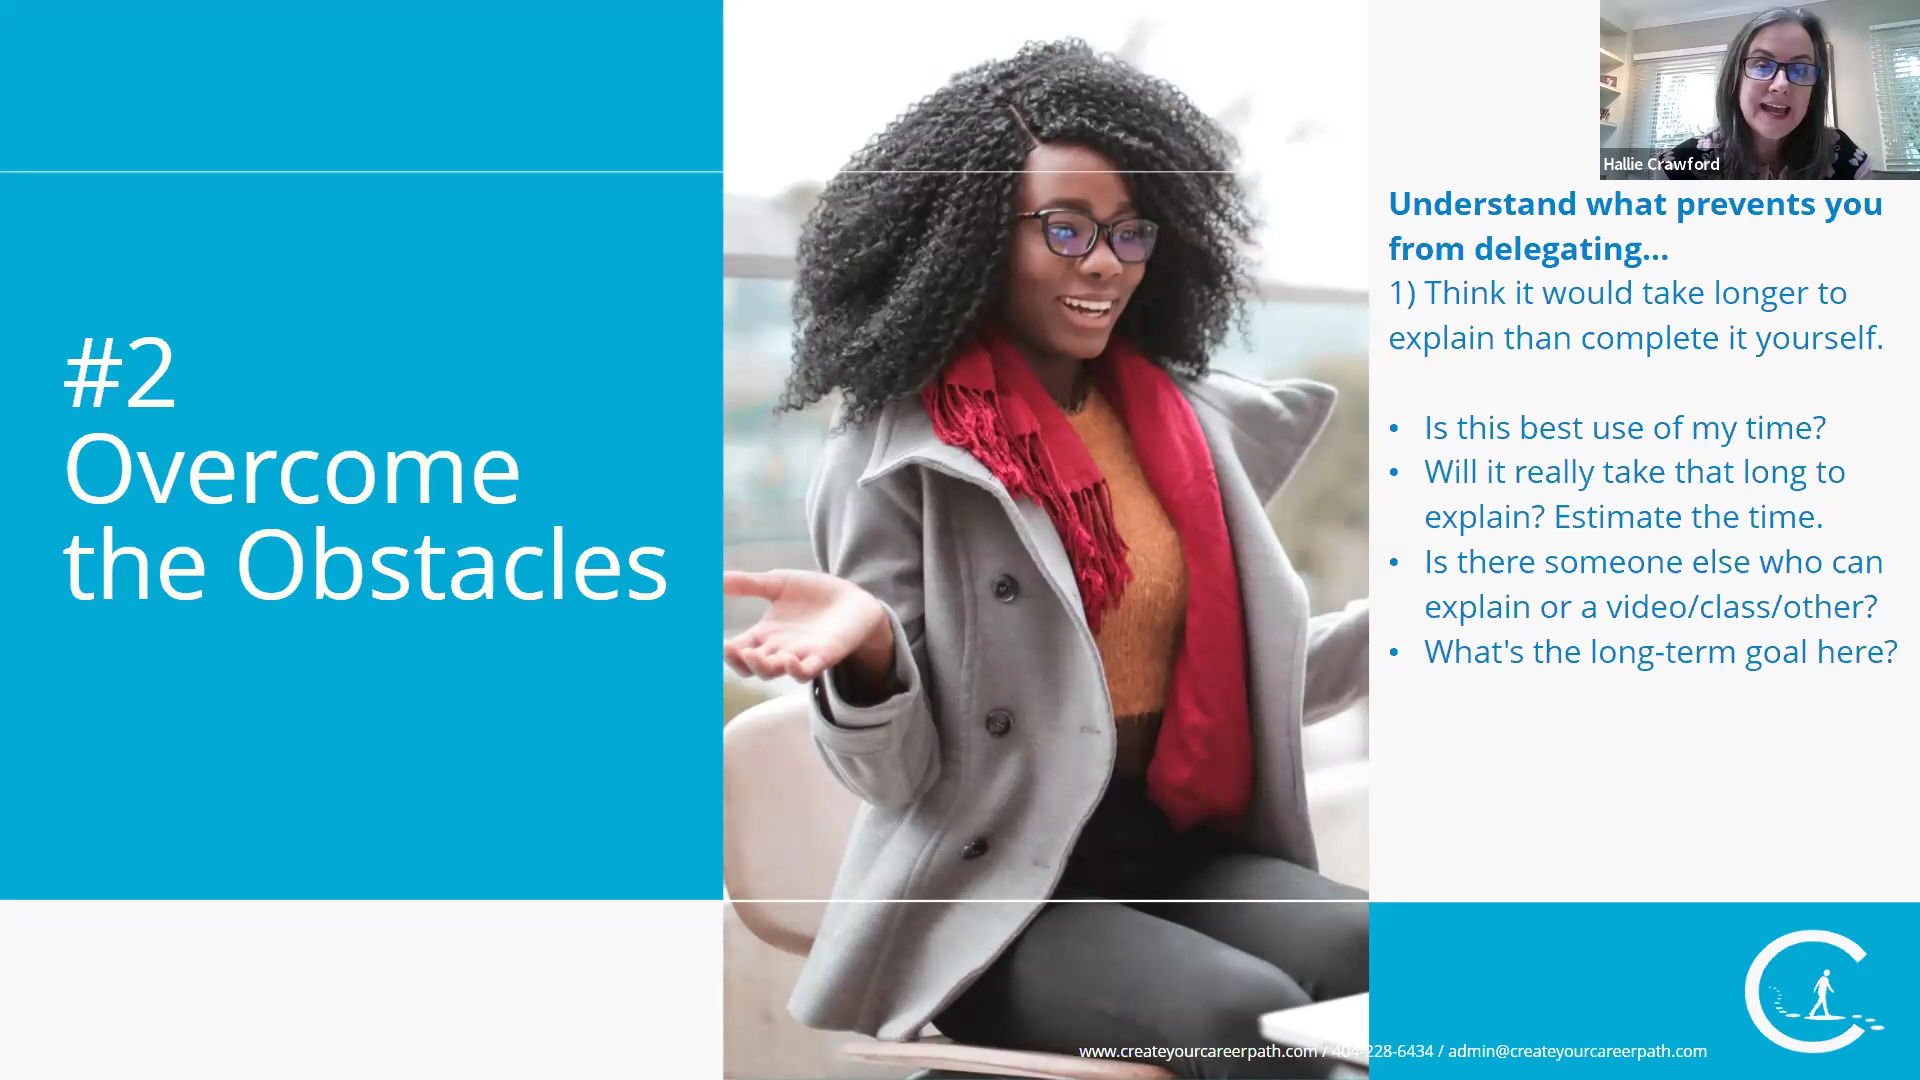 #2
Overcome
the Obstacles
Hallie Crawford
Understand what prevents you
from delegating...
1) Think it would take longer to
explain than complete it yourself.
• Is this best use of my time?
• Will it really take that long to
explain? Estimate the time.
• Is there someone else who can
explain or a video/class/other?
• What's the long-term goal here?
www.createyourcareerpath.com / 404-228-6434 / admin@createyourcareerpath.com